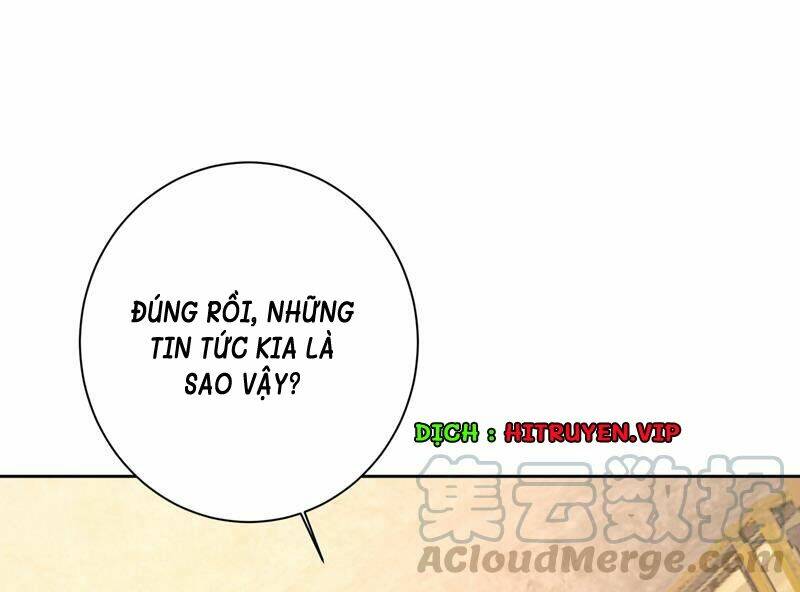 ĐÚNG RỒI, NHỮNG
TIN TỨC KIA LÀ
SAO VẬY?
DỊCH : HITRUYEN.VIP
集云数据
ACloudMerge.com